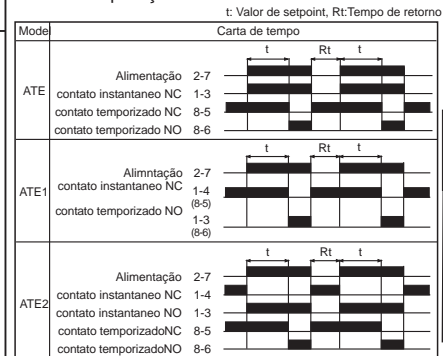 t: Valor de setpoint, Rt:Tempo de retorno
Model Carta de tempo
t Rt t
ATE
Alimentação 2-7
contato instantaneo NC 1-3
contato temporizado NC 8-5
contato temporizado NO 8-6
t Rt t
ATE1
Alimntação 2-7
contato instantaneo NC 1-4
(8-5)
contato temporizado NO
1-3
(8-6)
t Rt t
ATE2
Alimentação 2-7
contato instantaneo NC 1-4
contato instantaneo NO 1-3
contato temporizadoNC 8-5
contato temporizadoNO 8-6